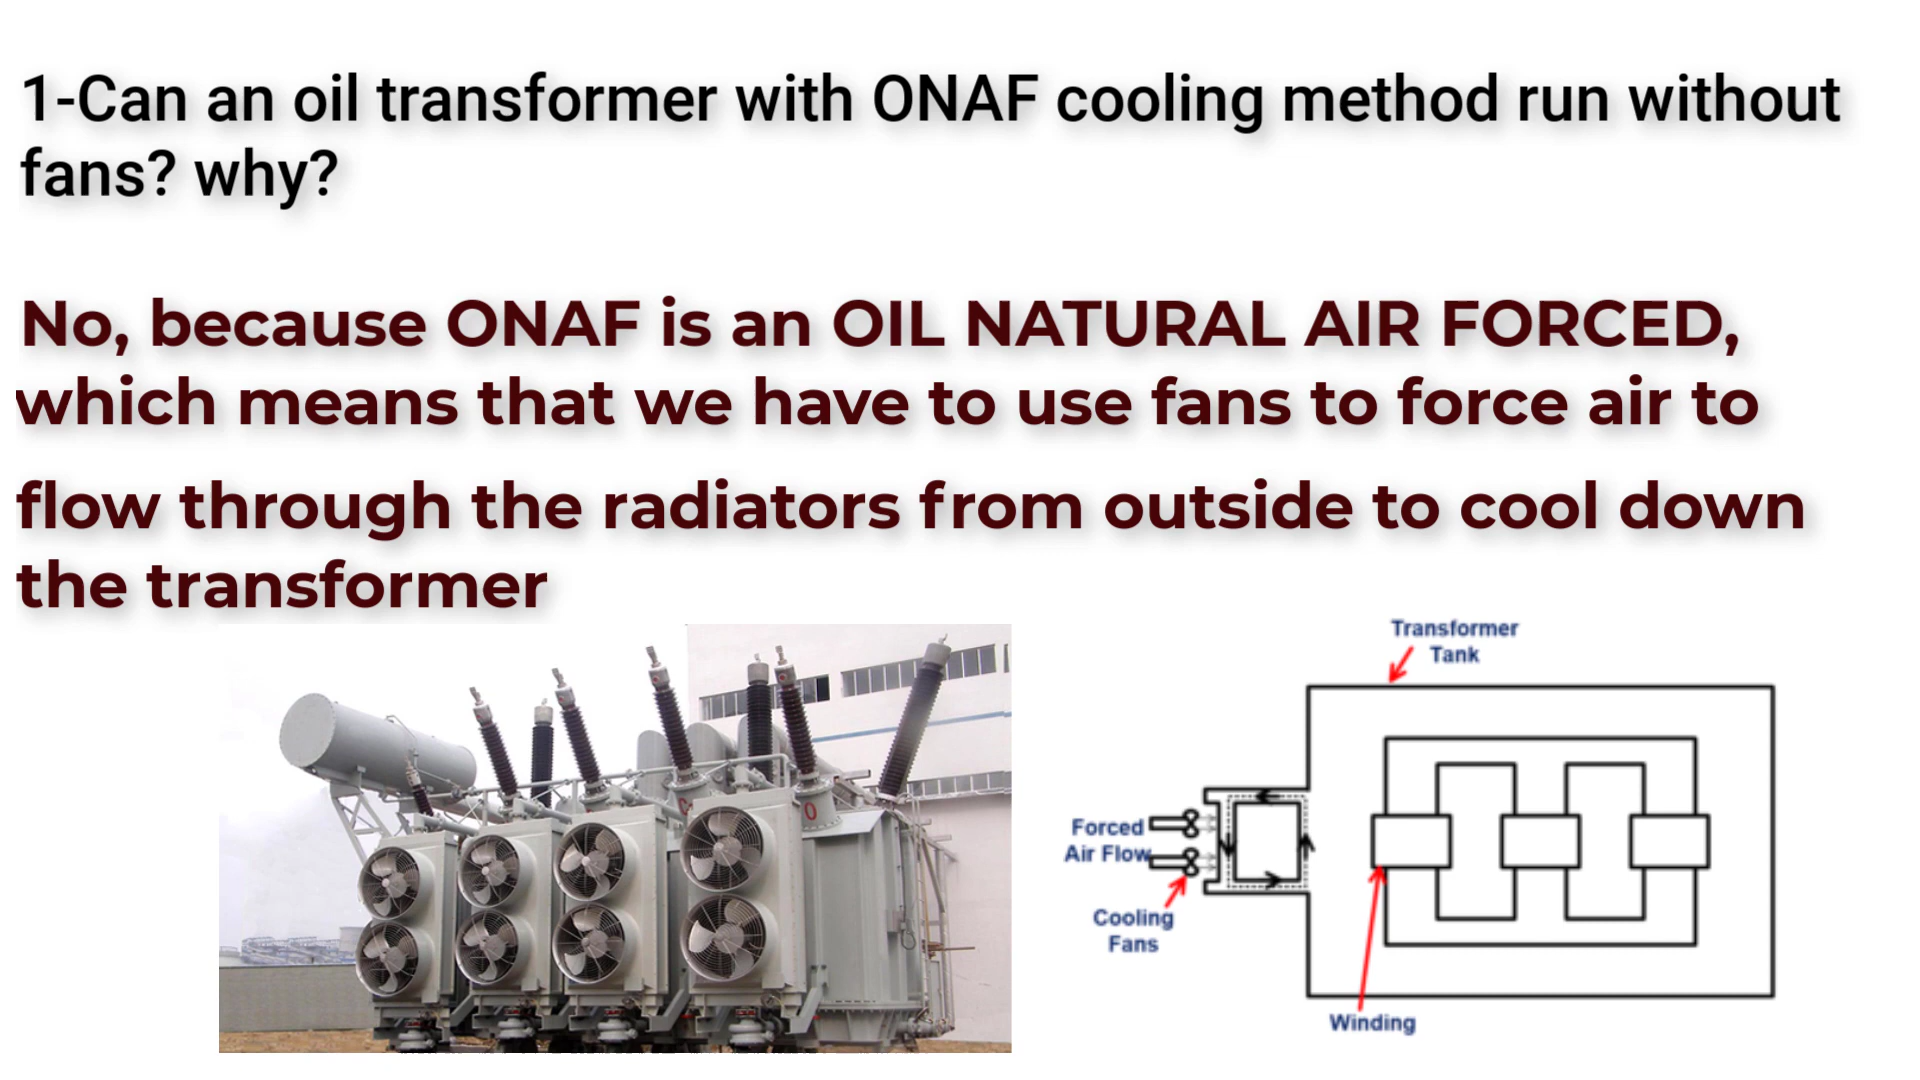 1-Can an oil transformer with ONAF cooling method run without
fans? why?
No, because ONAF is an OIL NATURAL AIR FORCED,
which means that we have to use fans to force air to
flow through the radiators from outside to cool down
the transformer
Transformer
Tank
Forced
Air Flow
Cooling
Fans
Winding